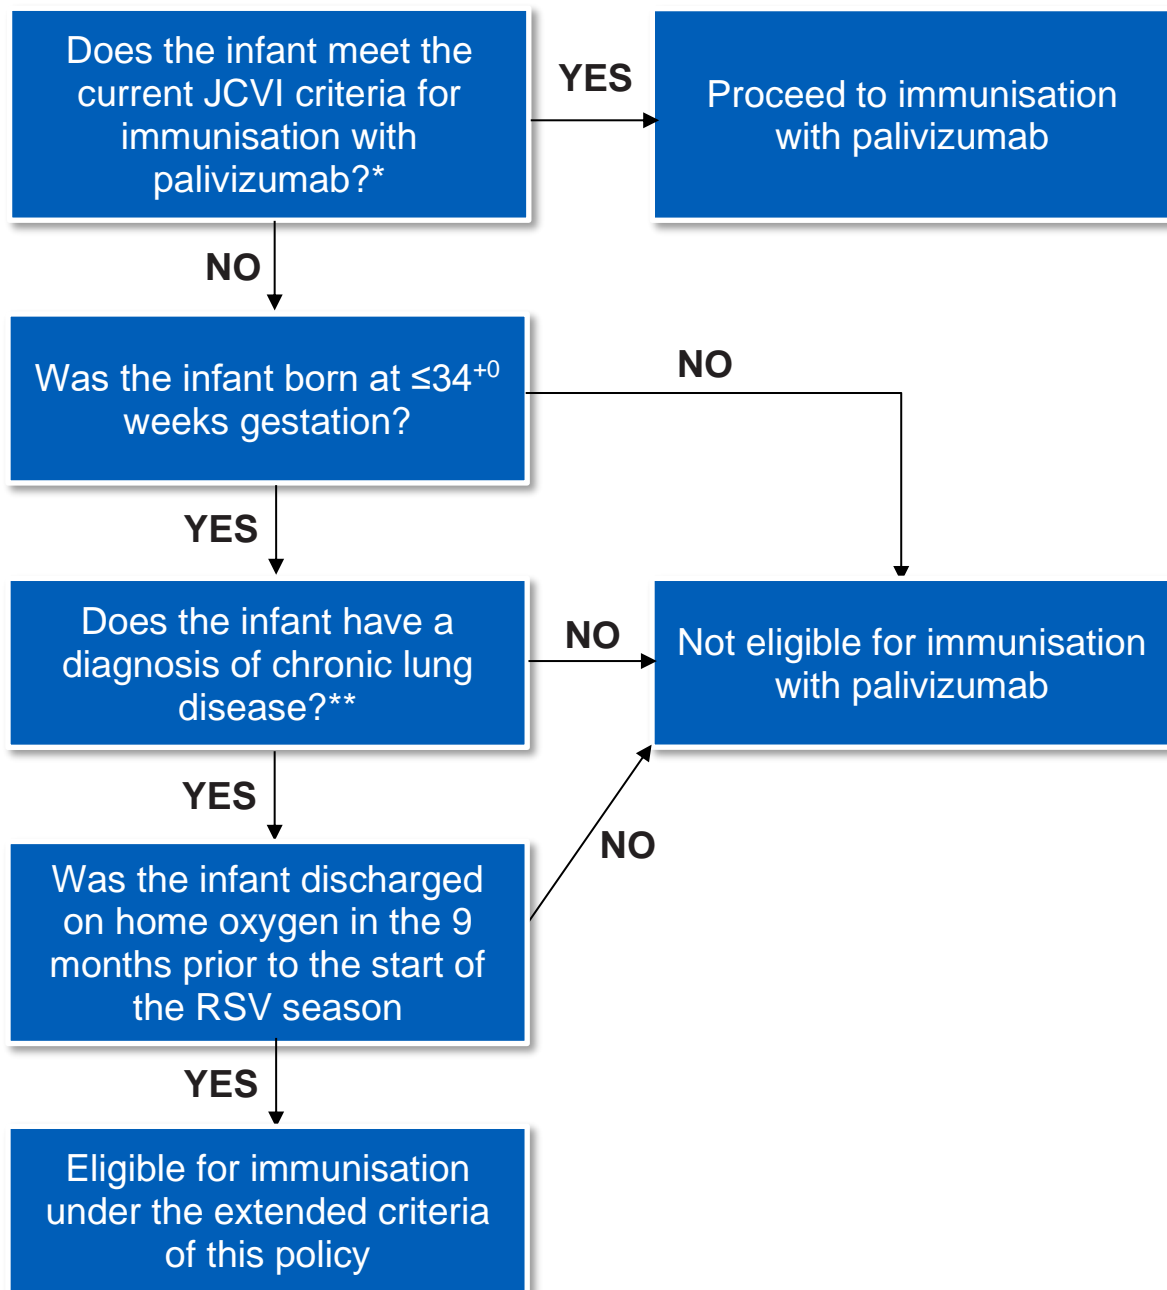 Does the infant meet the
current JCVI criteria for
immunisation with
palivizumab?*
YES
Proceed to immunisation
with palivizumab
NO
Was the infant born at ≤34⁺⁰
weeks gestation?
NO
YES
Does the infant have a
diagnosis of chronic lung
disease?**
NO
Not eligible for immunisation
with palivizumab
YES
NO
Was the infant discharged
on home oxygen in the 9
months prior to the start of
the RSV season
YES
Eligible for immunisation
under the extended criteria
of this policy